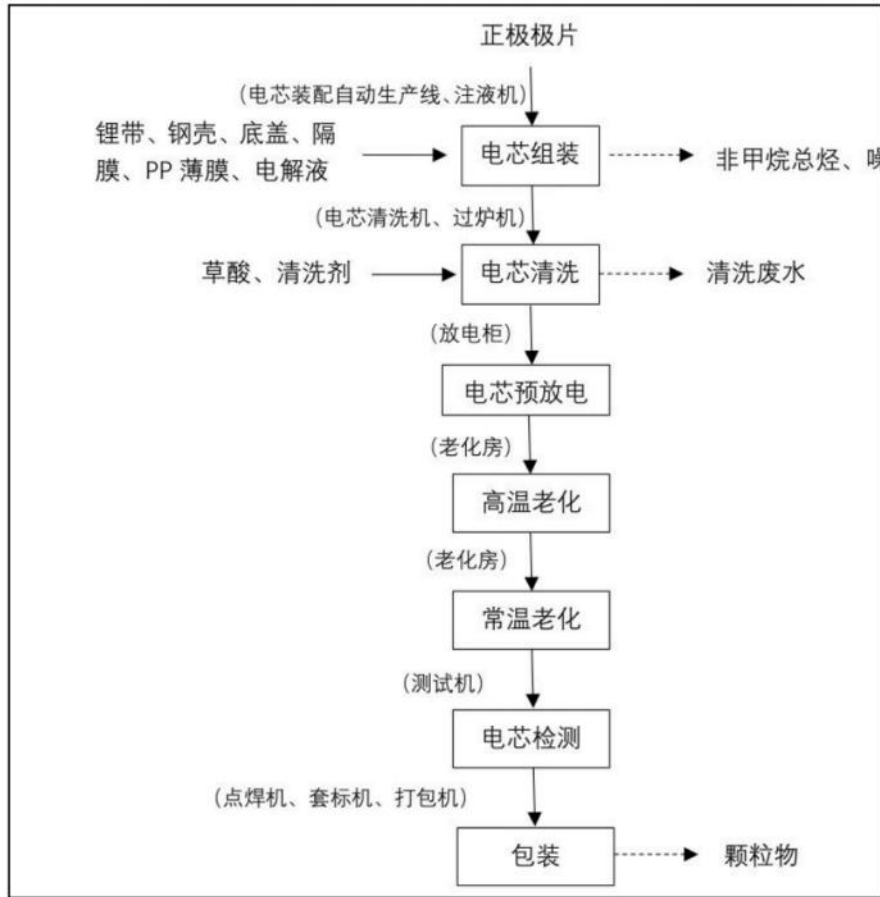 正极极片
(电芯装配自动生产线、注液机)
锂带、钢壳、底盖、隔
膜、PP 薄膜、电解液
电芯组装
非甲烷总烃、噪
(电芯清洗机、过炉机)
草酸、清洗剂
电芯清洗
清洗废水
(放电柜)
电芯预放电
(老化房)
高温老化
(老化房)
常温老化
(测试机)
电芯检测
(点焊机、套标机、打包机)
包装
颗粒物